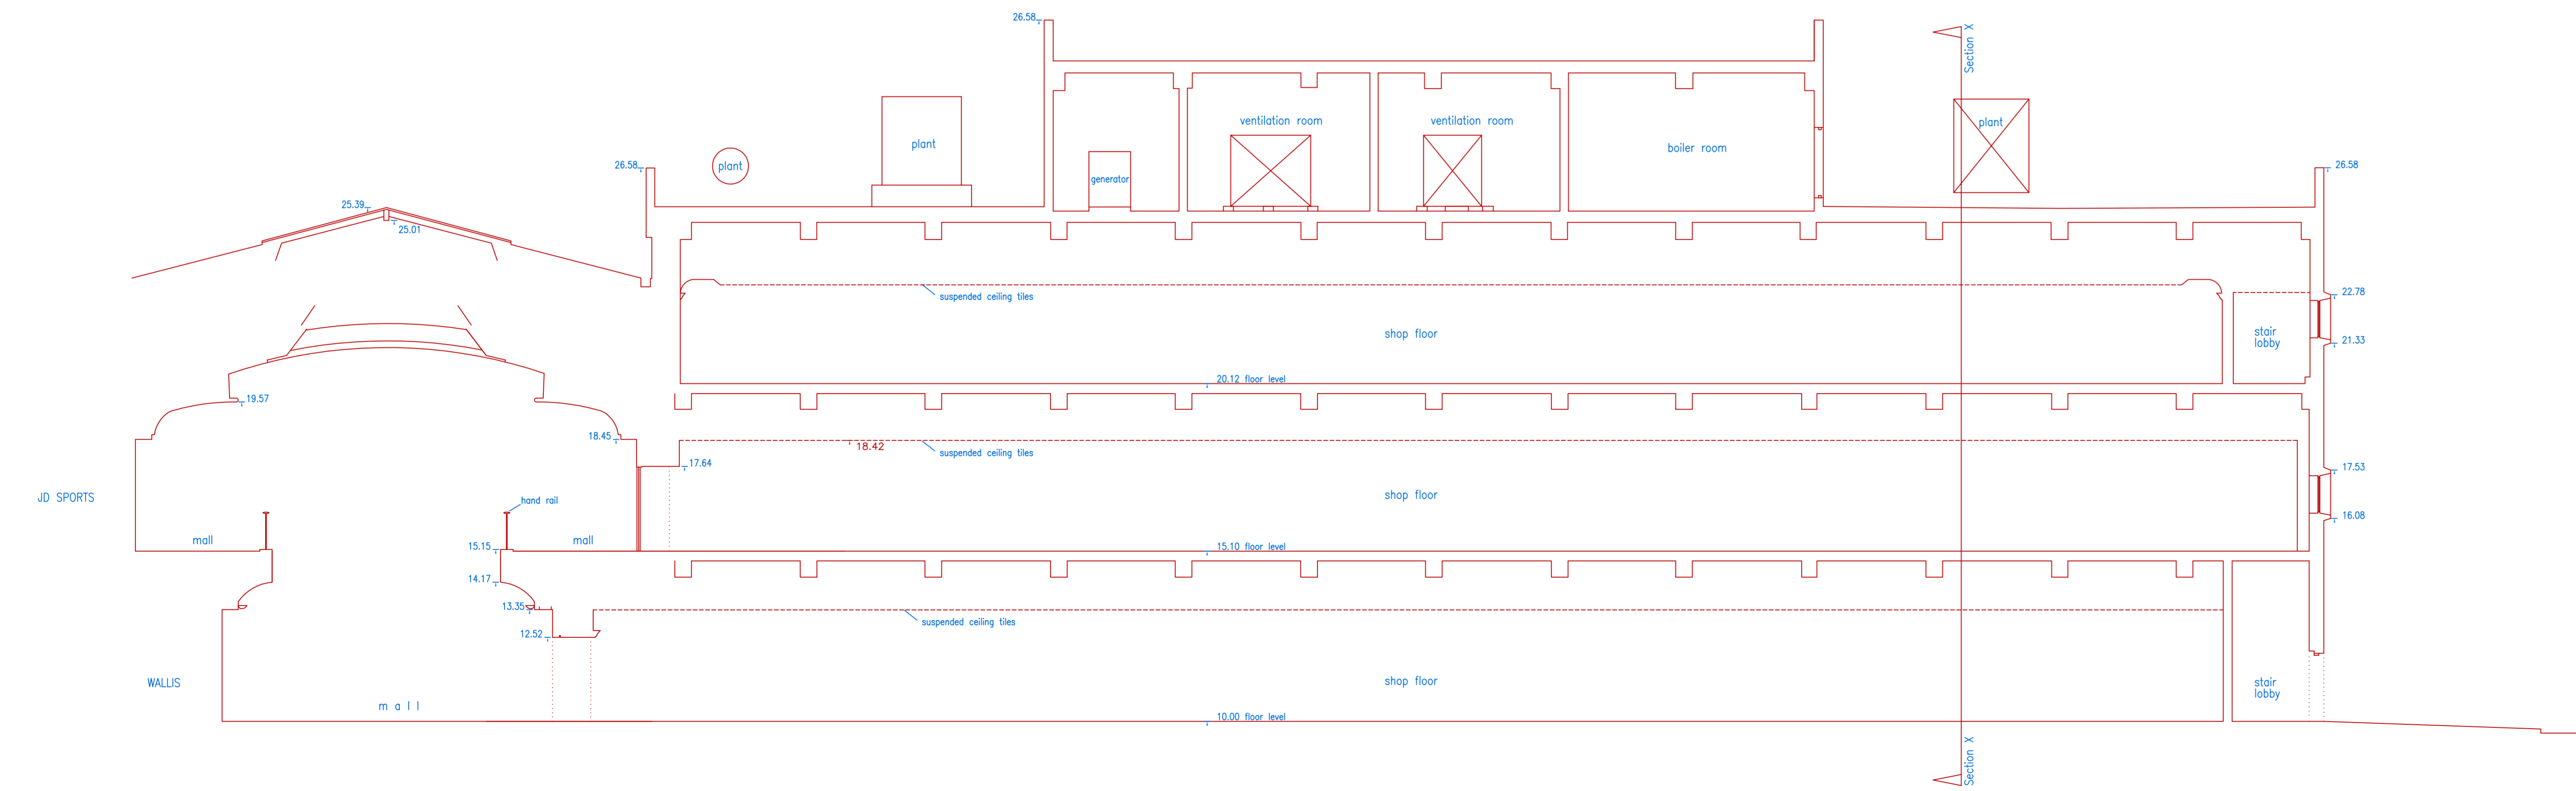 26.58
Section X
ventilation room
ventilation room
plant
plant
boiler room
plant
26.58
26.58
generator
25.39
25.01
22.78
suspended ceiling tiles
shop floor
stair
lobby
21.33
20.12 floor level
19.57
18.45
18.42
suspended ceiling tiles
17.64
17.53
JD SPORTS
shop floor
hand rail
16.08
mall
mall
15.15
15.10 floor level
14.17
13.35
suspended ceiling tiles
12.52
WALLIS
shop floor
stair
lobby
mall
10.00 floor level
Section X